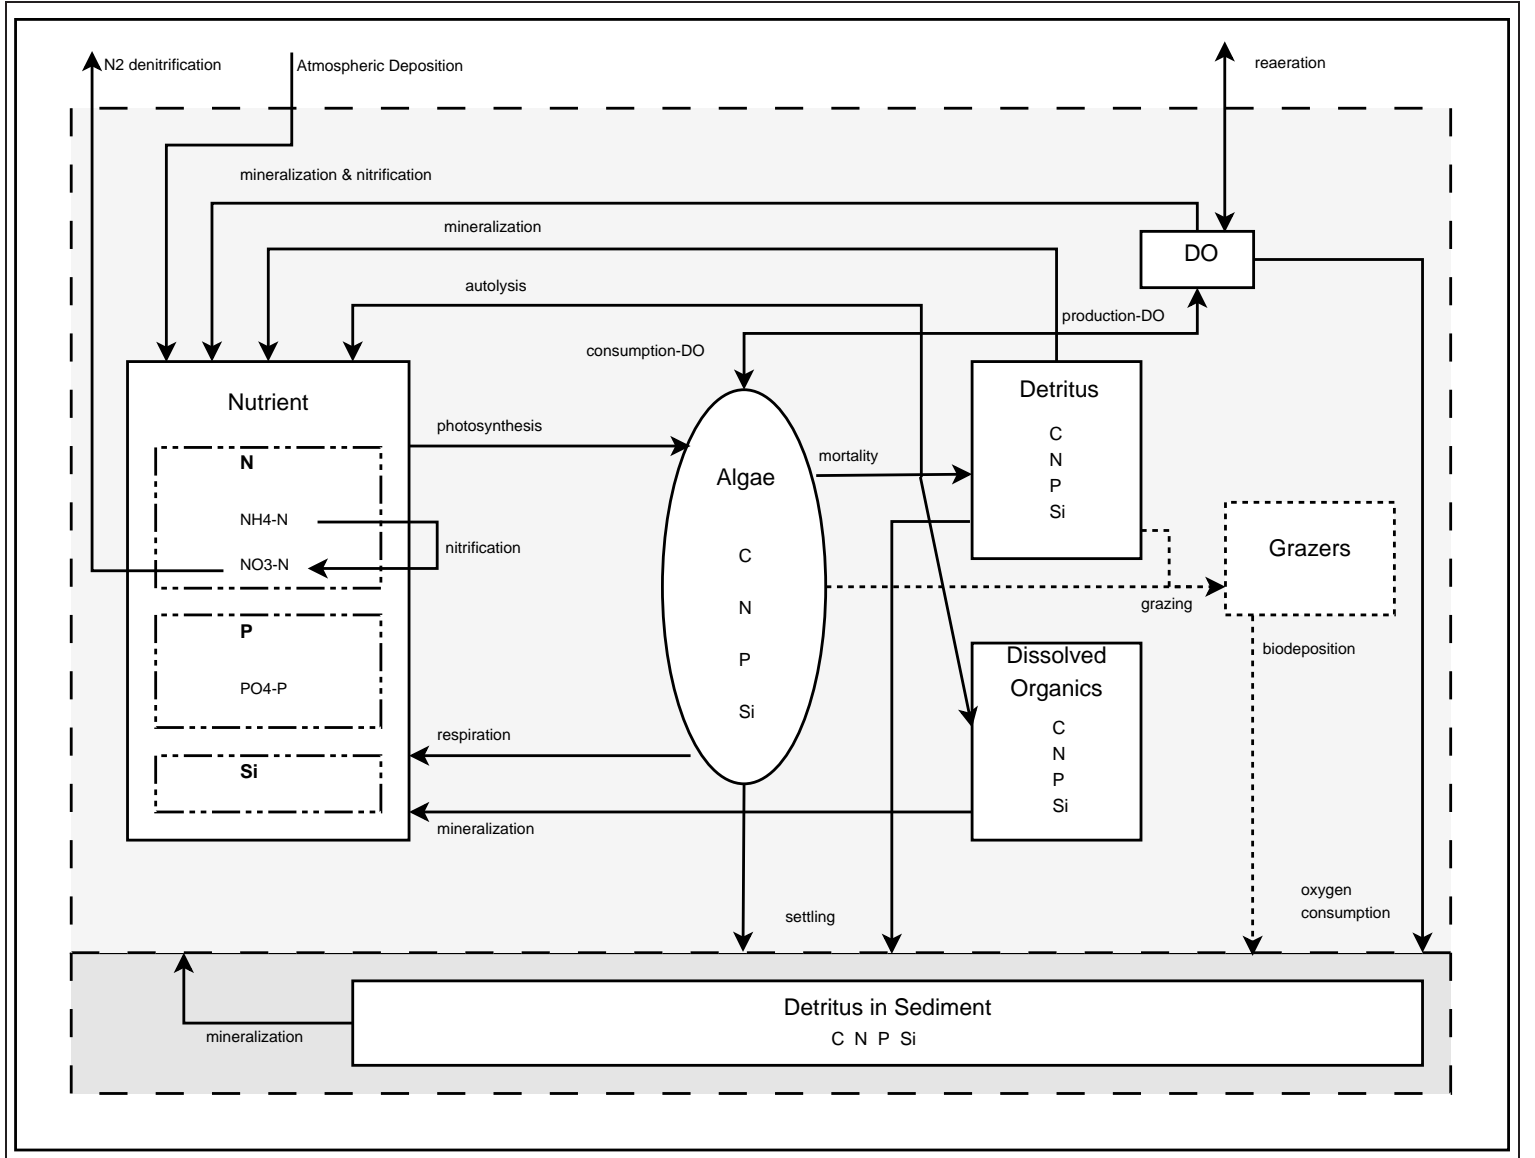 N2 denitrification
Atmospheric Deposition
reaeration
mineralization & nitrification
mineralization
DO
autolysis
production-DO
consumption-DO
Nutrient
Detritus
C
N
P
Si
photosynthesis
mortality
N
NH4-N
NO3-N
nitrification
P
PO4-P
Si
Algae
C
N
P
Si
Grazers
grazing
biodeposition
Dissolved
Organics
C
N
P
Si
respiration
mineralization
settling
oxygen
consumption
Detritus in Sediment
C N P Si
mineralization